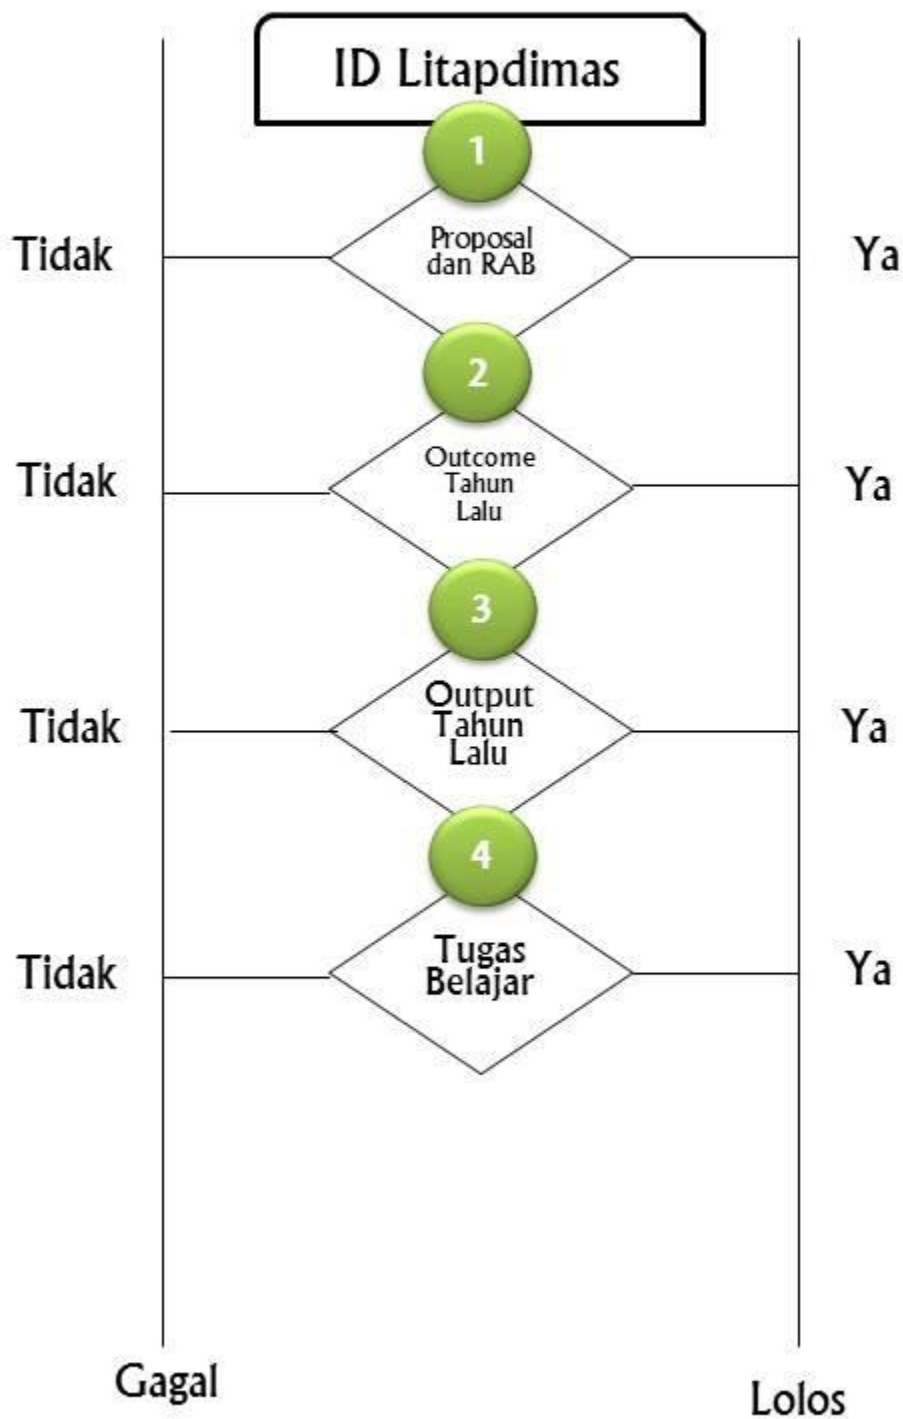 ID Litapdimas
1
Tidak
Proposal
dan RAB
Ya
2
Tidak
Outcome
Tahun
Lalu
Ya
3
Tidak
Output
Tahun
Lalu
Ya
4
Tidak
Tugas
Belajar
Ya
Gagal
Lolos